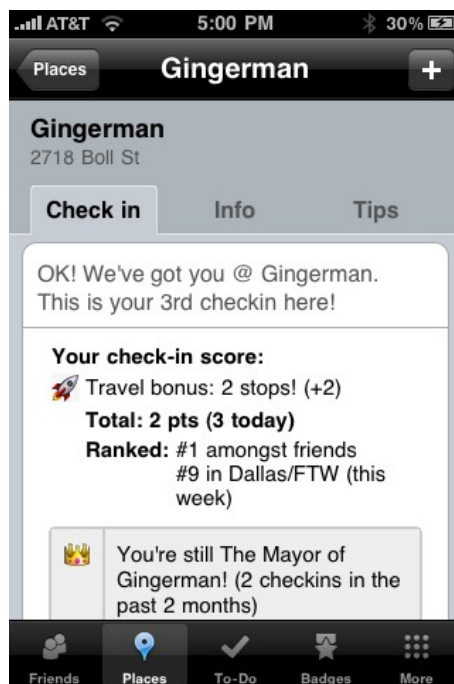 AT&T 5:00 PM 30%
Places Gingerman +
Gingerman
2718 Boll St
Check in Info Tips
OK! We've got you @ Gingerman.
This is your 3rd checkin here!
Your check-in score:
Travel bonus: 2 stops! (+2)
Total: 2 pts (3 today)
Ranked: #1 amongst friends
#9 in Dallas/FTW (this
week)
You're still The Mayor of
Gingerman! (2 checkins in the
past 2 months)
Friends Places To-Do Badges More